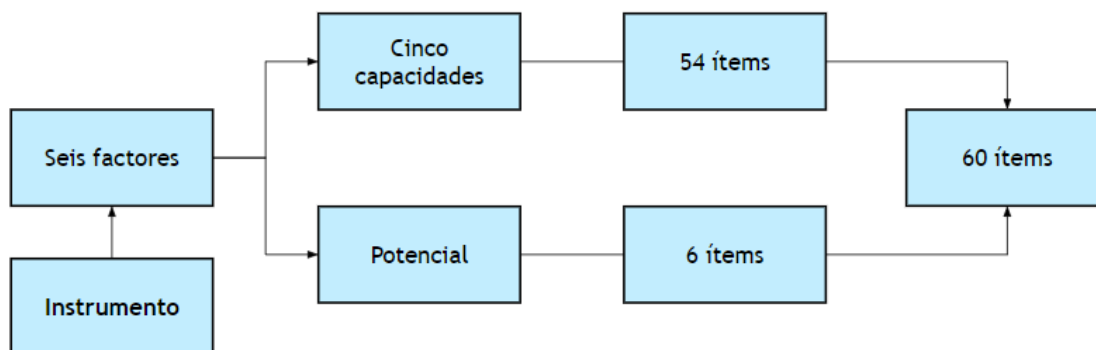 Cinco
capacidades
54 ítems
Seis factores
60 ítems
Potencial
6 ítems
Instrumento